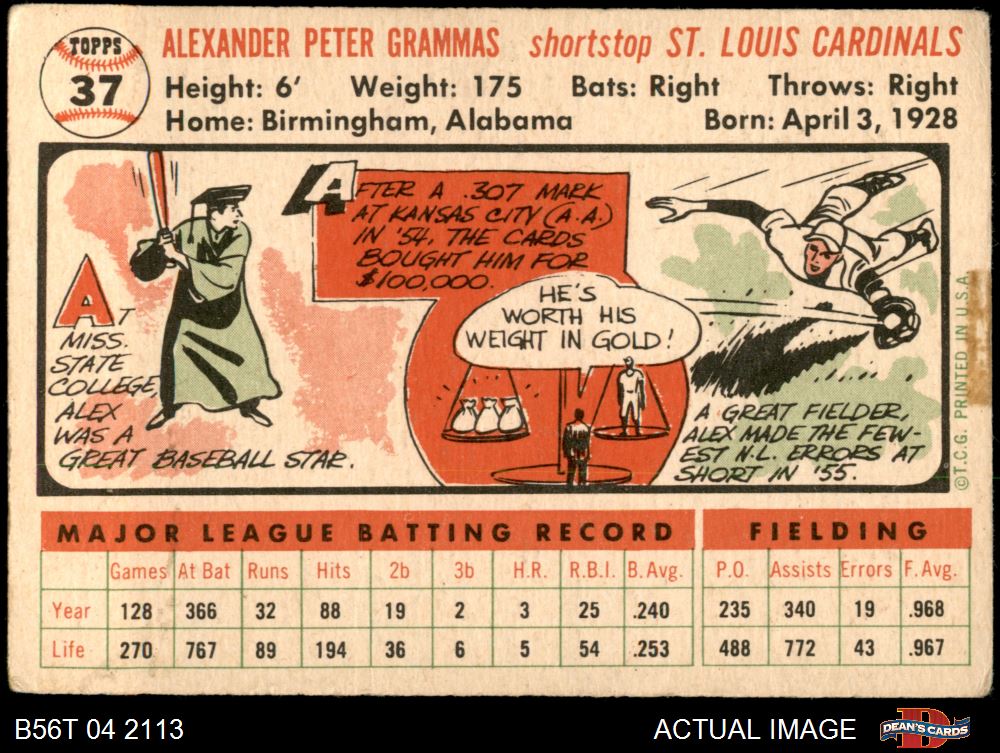 TOPPS
37
ALEXANDER PETER GRAMMAS shortstop ST. LOUIS CARDINALS
Height: 6' Weight: 175 Bats: Right Throws: Right
Home: Birmingham, Alabama Born: April 3, 1928
AT
MISS.
STATE
COLLEGE,
ALEX
WAS A
GREAT BASEBALL STAR.
AFTER A .307 MARK
AT KANSAS CITY (A.A.)
IN '54, THE CARDS
BOUGHT HIM FOR
$100,000.
HE'S
WORTH HIS
WEIGHT IN GOLD!
A GREAT FIELDER,
ALEX MADE THE FEW-
EST N.L. ERRORS AT
SHORT IN '55.
©T.C.G. PRINTED IN U.S.A.
MAJOR LEAGUE BATTING RECORD FIELDING
Games At Bat Runs Hits 2b 3b H.R. R.B.I. B. Avg. P.O. Assists Errors F. Avg.
Year 128 366 32 88 19 2 3 25 .240 235 340 19 .968
Life 270 767 89 194 36 6 5 54 .253 488 772 43 .967
B56T 04 2113 ACTUAL IMAGE DEAN'S CARDS